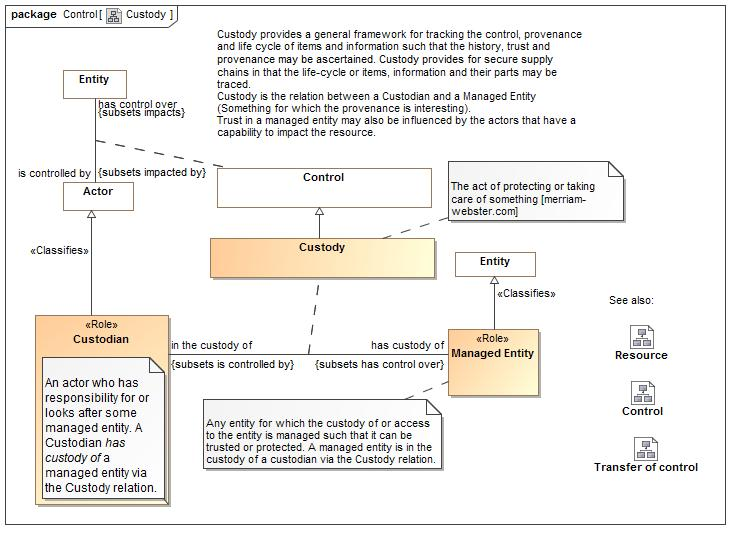 package Control[ Custody ]
Custody provides a general framework for tracking the control, provenance
and life cycle of items and information such that the history, trust and
provenance may be ascertained. Custody provides for secure supply
chains in that the life-cycle or items, information and their parts may be
traced.
Custody is the relation between a Custodian and a Managed Entity
(Something for which the provenance is interesting).
Trust in a managed entity may also be influenced by the actors that have a
capability to impact the resource.
Entity
has control over
{subsets impacts}
is controlled by
{subsets impacted by}
Actor
Control
The act of protecting or taking
care of something [merriam-
webster.com]
«Classifies»
Custody
Entity
«Classifies»
See also:
«Role»
Custodian
in the custody of
{subsets is controlled by}
has custody of
{subsets has control over}
«Role»
Managed Entity
Resource
An actor who has
responsibility for or
looks after some
managed entity. A
Custodian has
custody of a
managed entity via
the Custody relation.
Any entity for which the custody of or access
to the entity is managed such that it can be
trusted or protected. A managed entity is in the
custody of a custodian via the Custody relation.
Control
Transfer of control